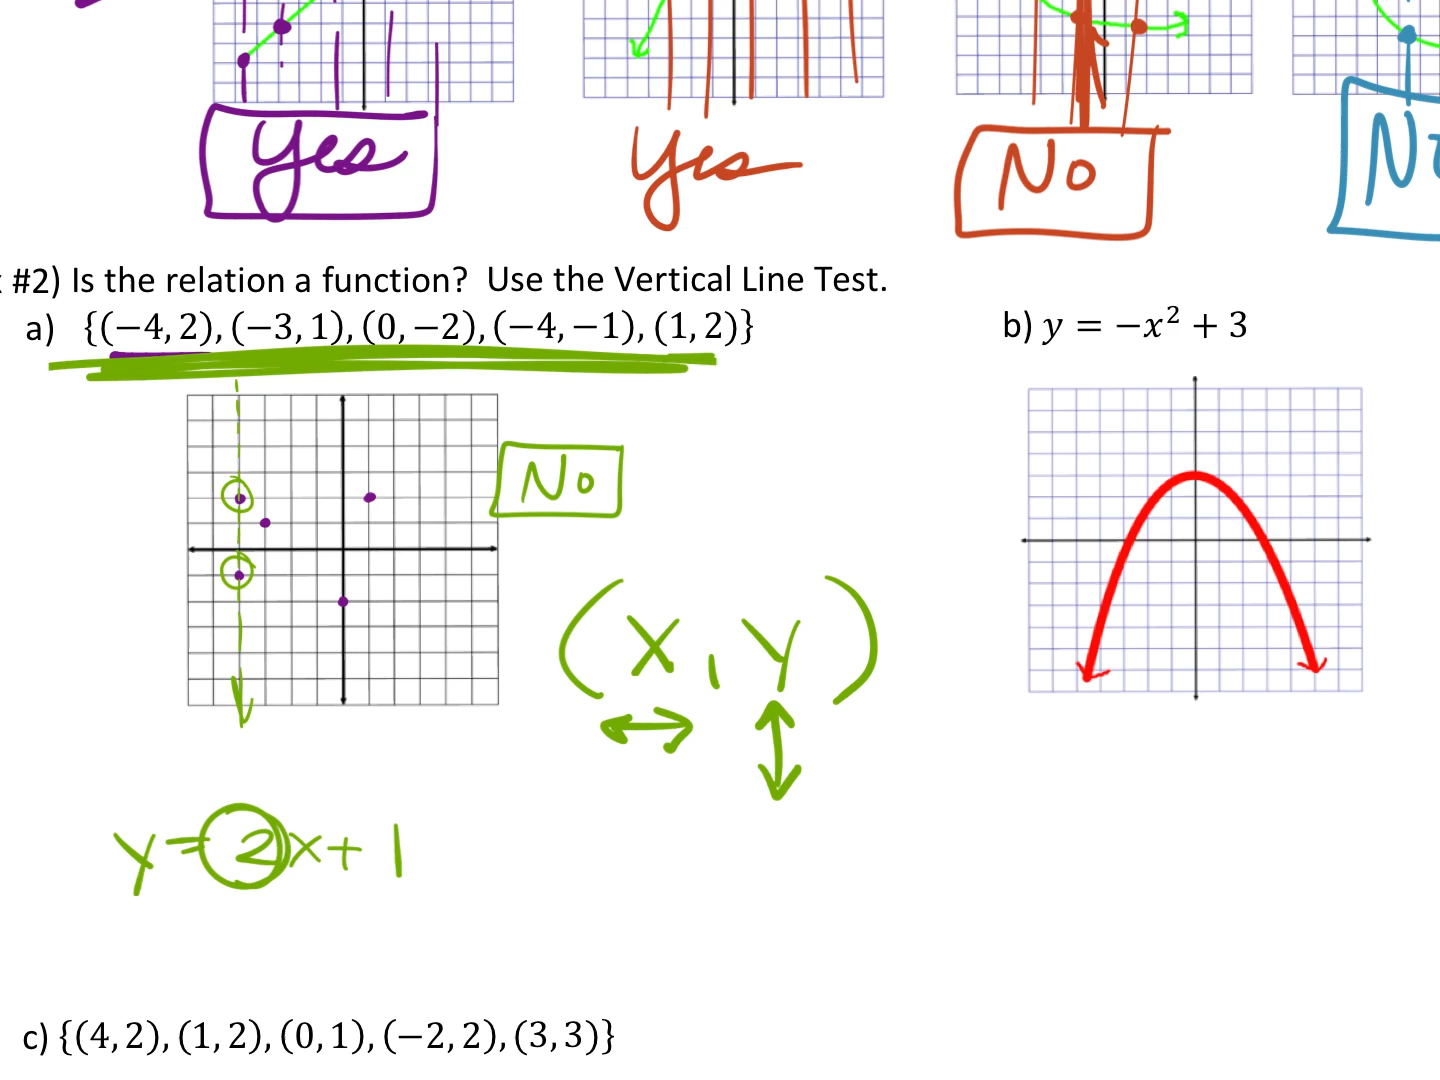 yes
yes
No
#2) Is the relation a function? Use the Vertical Line Test.
a) {(−4, 2), (−3, 1), (0, −2), (−4, −1), (1, 2)}
b) y = −x² + 3
No
(x, y)
y = 2x + 1
c) {(4, 2), (1, 2), (0, 1), (−2, 2), (3, 3)}